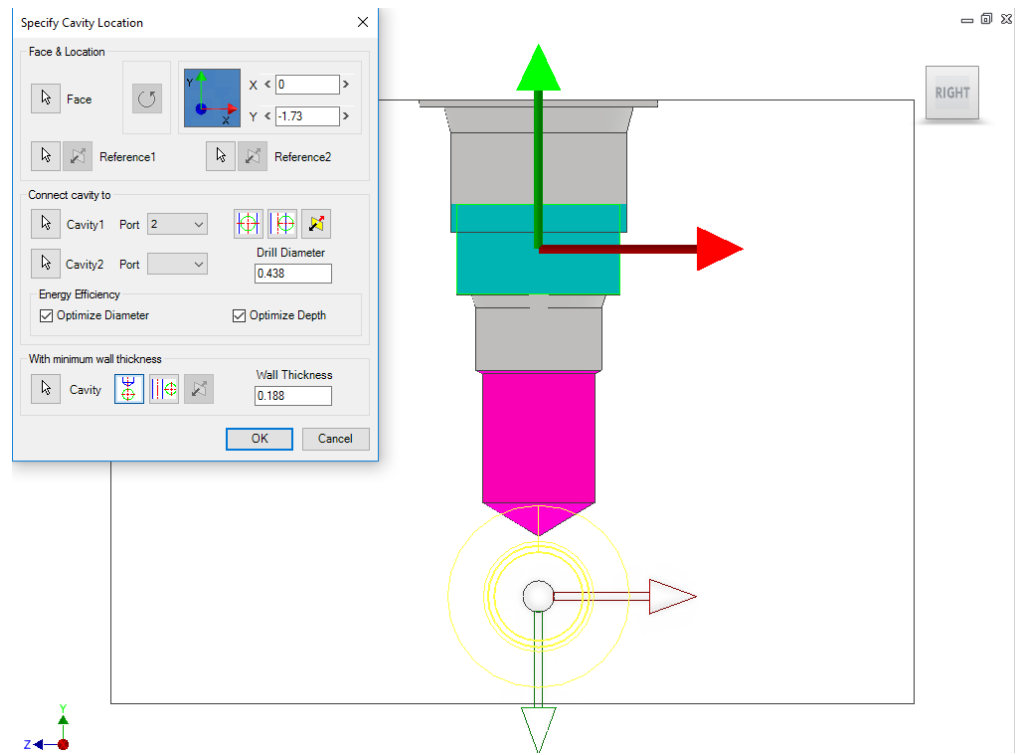 Specify Cavity Location
Face & Location
Face
Y
X
X < 0 >
Y < -1.73 >
Reference1
Reference2
Connect cavity to
Cavity1 Port 2
Cavity2 Port
Drill Diameter
0.438
Energy Efficiency
Optimize Diameter
Optimize Depth
With minimum wall thickness
Cavity
Wall Thickness
0.188
OK
Cancel
RIGHT
Y
Z